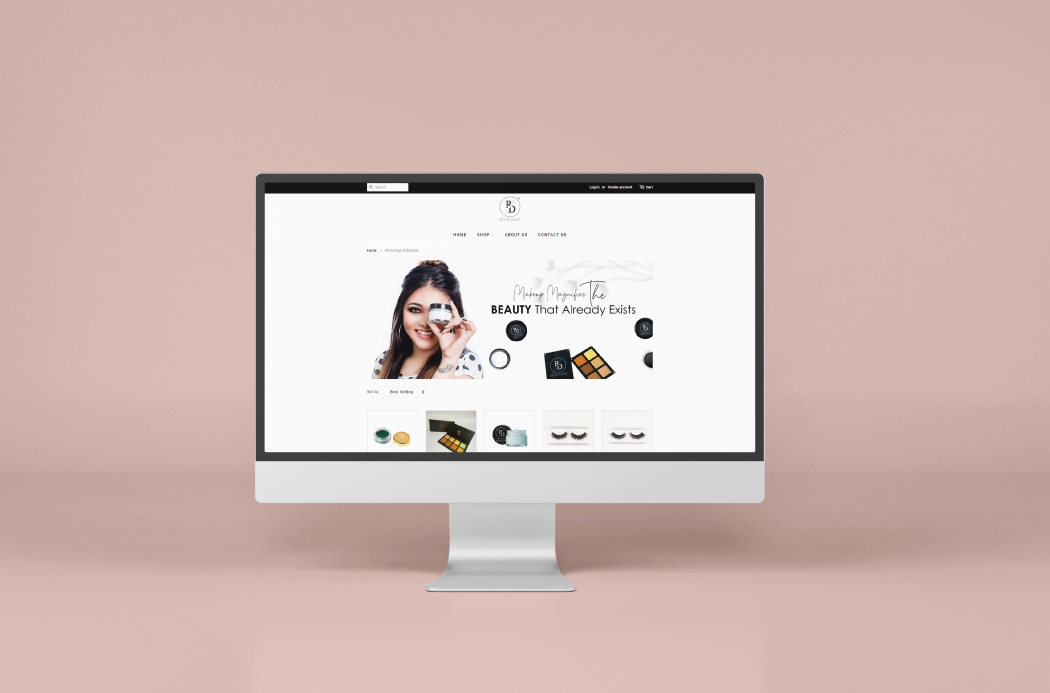 Search
Log in or Create account Cart
RD
HOME SHOP ABOUT US CONTACT US
Home
Makeup Magnifies The
BEAUTY That Already Exists
Sort by Best Selling